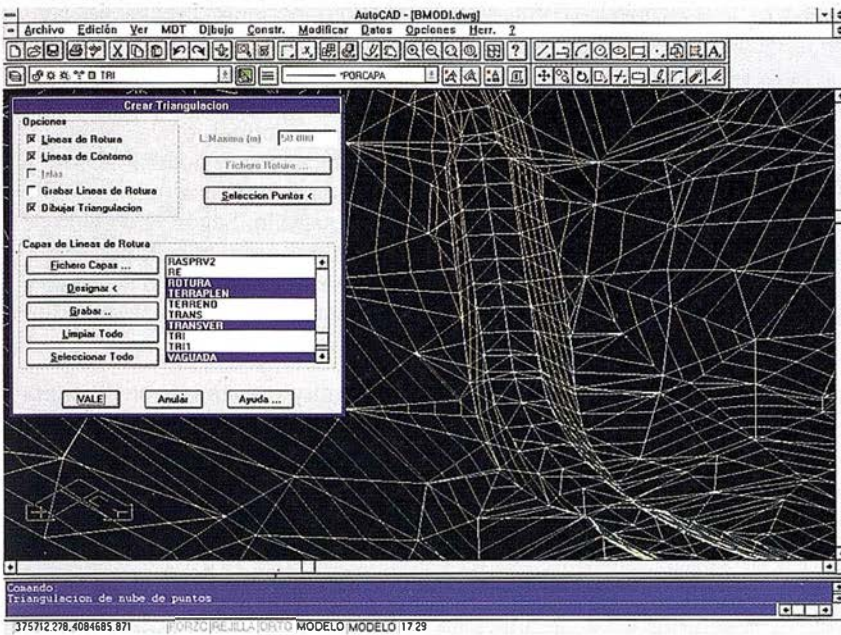 AutoCAD - [BMODI.dwg]
Archivo Edición Ver MDT Dibujo Constr. Modificar Datos Opciones Herr. ?
TRI
PORCAPA
Crear Triangulacion
Opciones
Lineas de Rotura
Lineas de Contorno
Islas
Grabar Lineas de Rotura
Dibujar Triangulacion
L.Maxima (m) 50.000
Fichero Rotura ...
Seleccion Puntos <
Capas de Lineas de Rotura
Fichero Capas ...
Designar <
Grabar ..
Limpiar Todo
Seleccionar Todo
RASPRV2
RE
ROTURA
TERRAPLEN
TERRENO
TRANS
TRANSVER
TRI
TRI1
VAGUADA
VALE
Anular
Ayuda ...
Comando:
Triangulacion de nube de puntos
375712.278,4084685.871 FORZC REJILLA ORTO MODELO MODELO 17 29